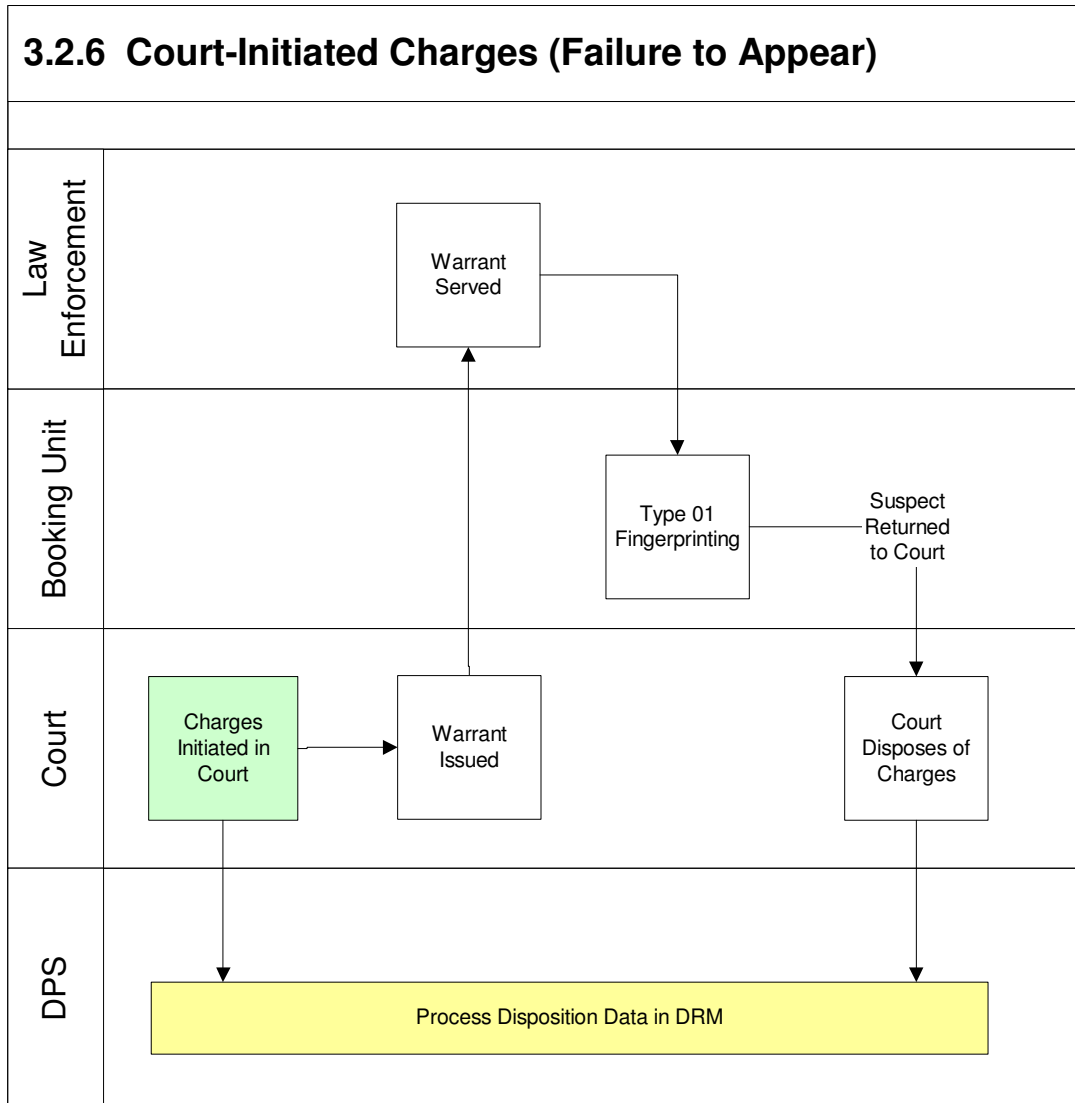 3.2.6 Court-Initiated Charges (Failure to Appear)
Law
Enforcement
Warrant
Served
Booking Unit
Type 01
Fingerprinting
Suspect
Returned
to Court
Court
Charges
Initiated in
Court
Warrant
Issued
Court
Disposes of
Charges
DPS
Process Disposition Data in DRM